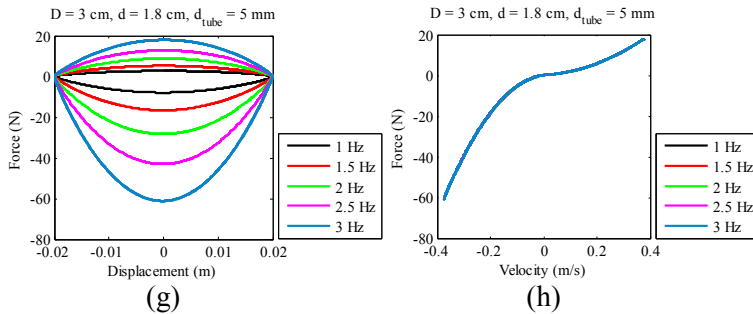 D = 3 cm, d = 1.8 cm, d_tube = 5 mm
20
0
-20
-40
-60
-80
Force (N)
-0.02 -0.01 0 0.01 0.02
Displacement (m)
1 Hz
1.5 Hz
2 Hz
2.5 Hz
3 Hz
(g)
D = 3 cm, d = 1.8 cm, d_tube = 5 mm
20
0
-20
-40
-60
-80
Force (N)
-0.4 -0.2 0 0.2 0.4
Velocity (m/s)
1 Hz
1.5 Hz
2 Hz
2.5 Hz
3 Hz
(h)